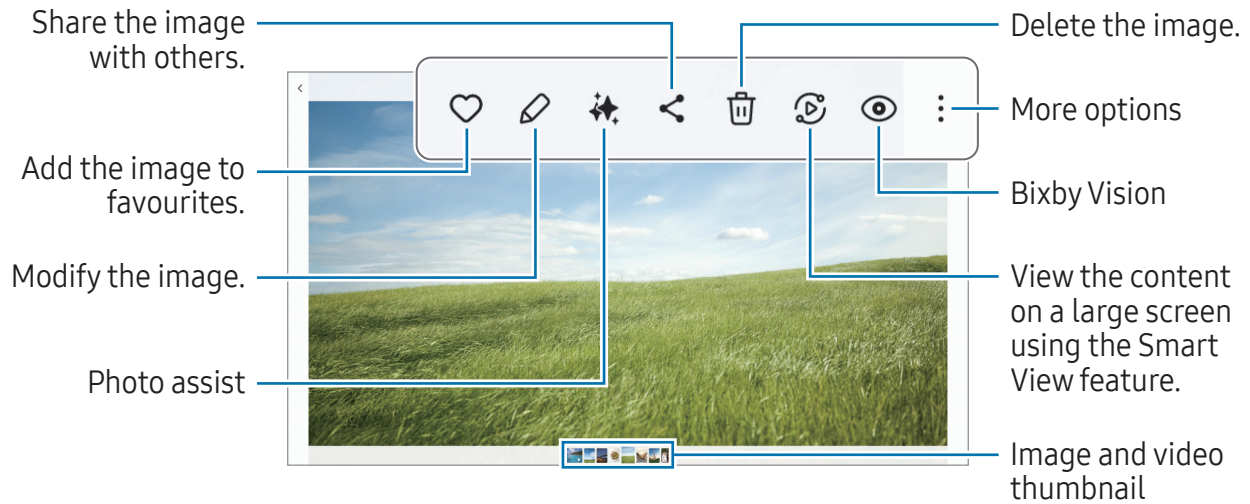 Share the image
with others.
Add the image to
favourites.
Modify the image.
Photo assist
Delete the image.
More options
Bixby Vision
View the content
on a large screen
using the Smart
View feature.
Image and video
thumbnail